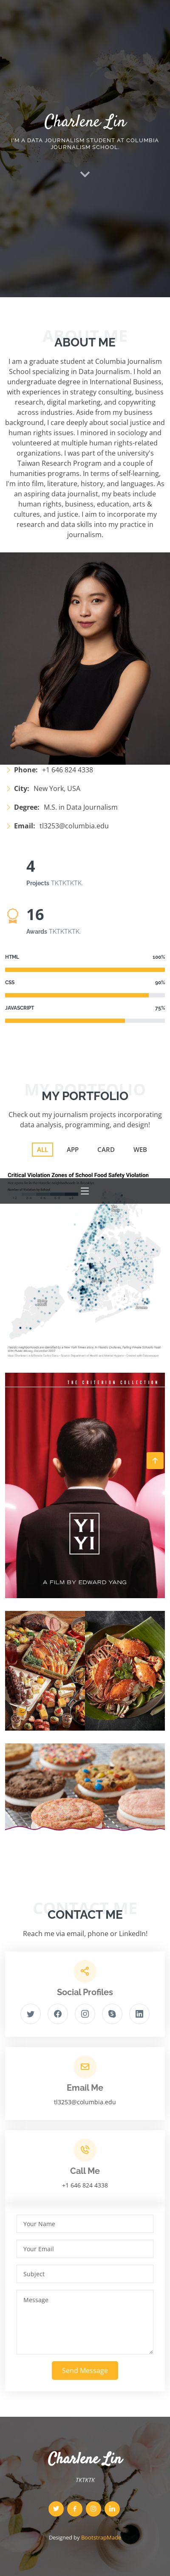 Charlene Lin
I'M A DATA JOURNALISM STUDENT AT COLUMBIA
JOURNALISM SCHOOL.
ABOUT ME
ABOUT ME
I am a graduate student at Columbia Journalism
School specializing in Data Journalism. I hold an
undergraduate degree in International Business,
with experiences in strategy consulting, business
research, digital marketing, and copywriting
across industries. Aside from my business
background, I care deeply about social justice and
human rights issues. I minored in sociology and
volunteered at multiple human rights-related
organizations. I was part of the university's
Taiwan Research Program and a couple of
humanities programs. In terms of self-learning,
I'm into film, literature, history, and languages. As
an aspiring data journalist, my beats include
human rights, business, education, arts &
cultures, and justice. I aim to incorporate my
research and data skills into my practice in
journalism.
Phone: +1 646 824 4338
City: New York, USA
Degree: M.S. in Data Journalism
Email: tl3253@columbia.edu
4
Projects TKTKTKTK.
16
Awards TKTKTKTK.
HTML 100%
CSS 90%
JAVASCRIPT 75%
MY PORTFOLIO
MY PORTFOLIO
Check out my journalism projects incorporating
data analysis, programming, and design!
ALL APP CARD WEB
Critical Violation Zones of School Food Safety Violation
THE CRITERION COLLECTION
YI
YI
A FILM BY EDWARD YANG
CONTACT ME
CONTACT ME
Reach me via email, phone or LinkedIn!
Social Profiles
Email Me
tl3253@columbia.edu
Call Me
+1 646 824 4338
Your Name
Your Email
Subject
Message
Send Message
Charlene Lin
TKTKTK
Designed by BootstrapMade